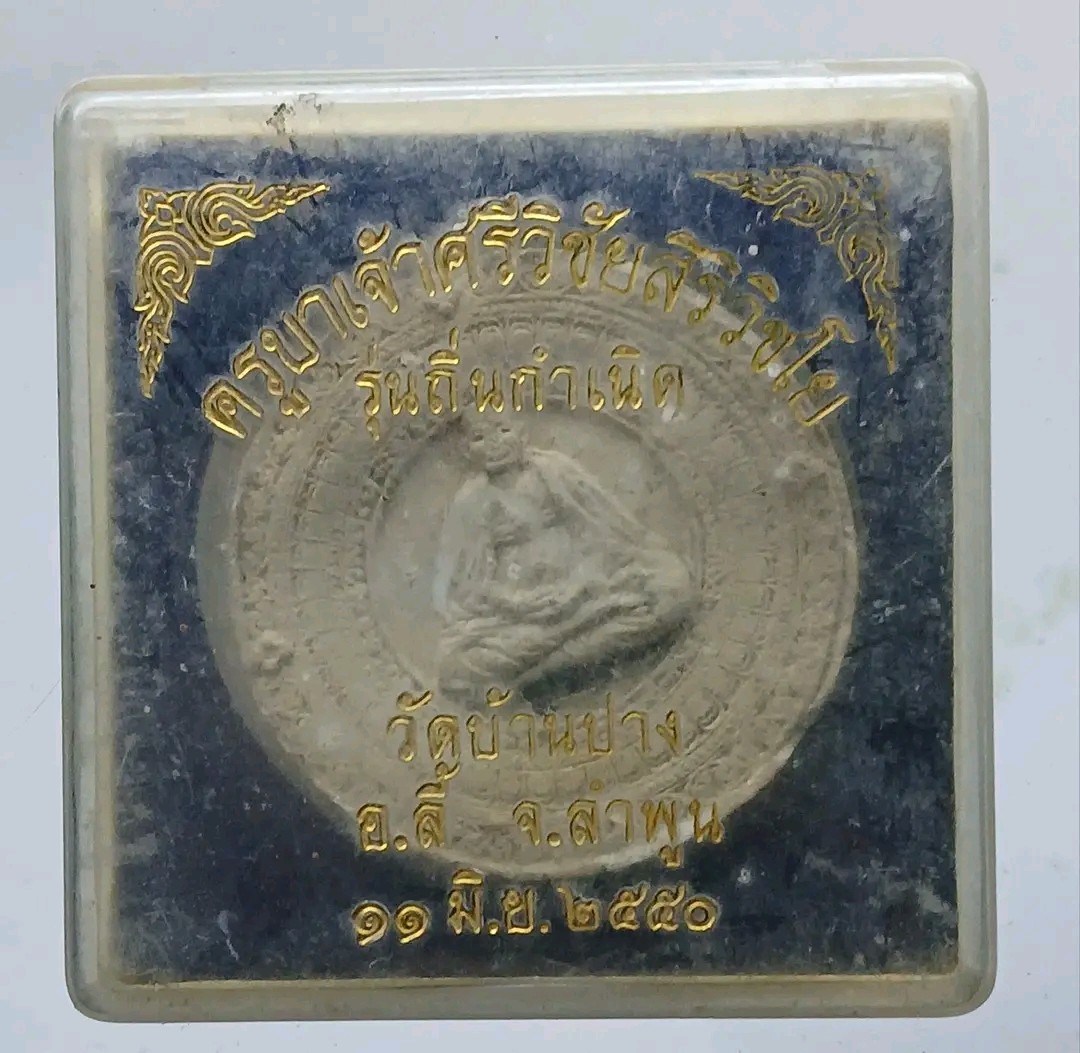 ครูบาเจ้าศรีวิชัยสิริวิชโย
รุ่นถิ่นกำเนิด
วัดบ้านปาง
อ.ลี้ จ.ลำพูน
๑๑ มิ.ย. ๒๕๕๐